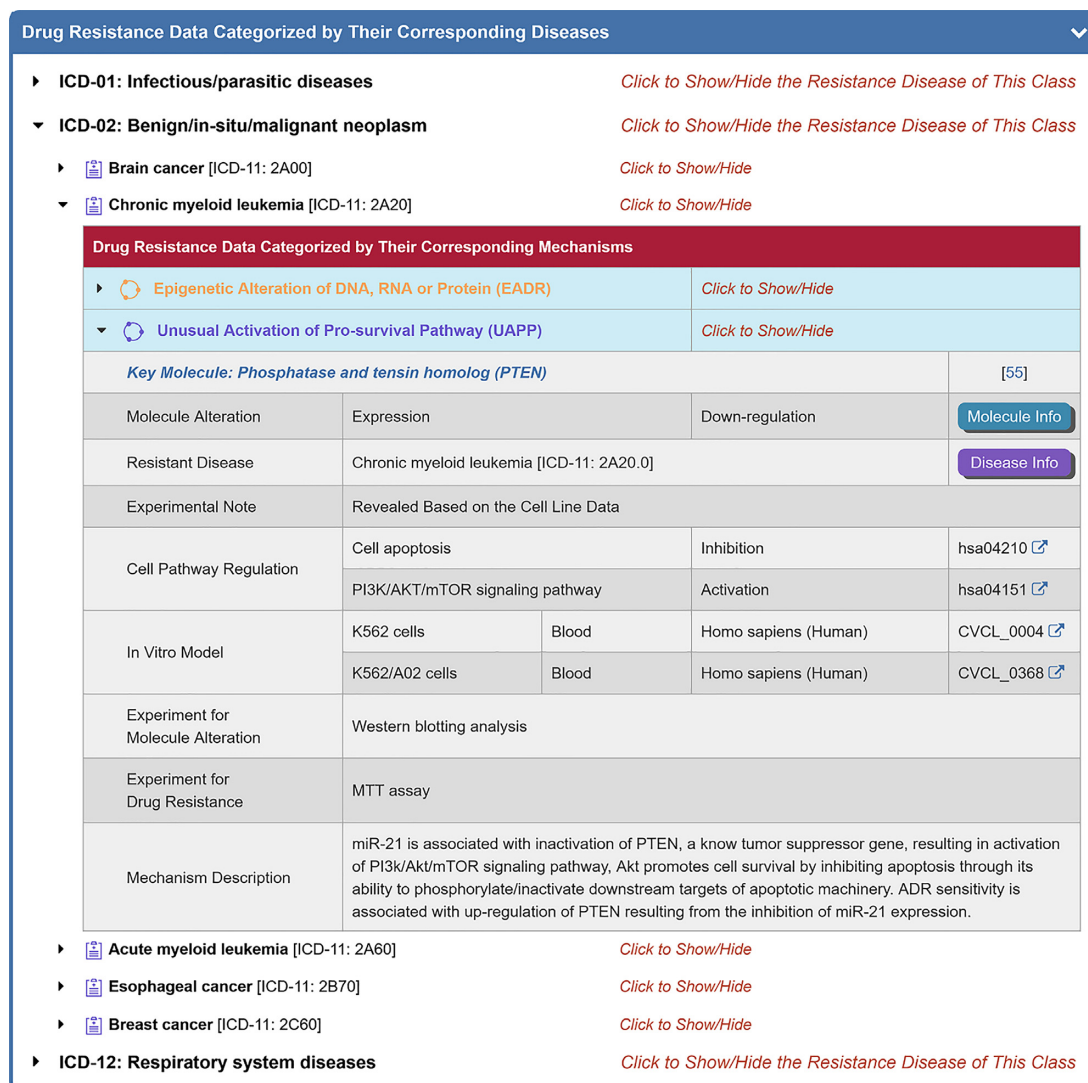 Drug Resistance Data Categorized by Their Corresponding Diseases
ICD-01: Infectious/parasitic diseases Click to Show/Hide the Resistance Disease of This Class
ICD-02: Benign/in-situ/malignant neoplasm Click to Show/Hide the Resistance Disease of This Class
Brain cancer [ICD-11: 2A00] Click to Show/Hide
Chronic myeloid leukemia [ICD-11: 2A20] Click to Show/Hide
Drug Resistance Data Categorized by Their Corresponding Mechanisms
Epigenetic Alteration of DNA, RNA or Protein (EADR) Click to Show/Hide
Unusual Activation of Pro-survival Pathway (UAPP) Click to Show/Hide
Key Molecule: Phosphatase and tensin homolog (PTEN) [55]
Molecule Alteration Expression Down-regulation Molecule Info
Resistant Disease Chronic myeloid leukemia [ICD-11: 2A20.0] Disease Info
Experimental Note Revealed Based on the Cell Line Data
Cell Pathway Regulation
Cell apoptosis Inhibition hsa04210
PI3K/AKT/mTOR signaling pathway Activation hsa04151
In Vitro Model
K562 cells Blood Homo sapiens (Human) CVCL_0004
K562/A02 cells Blood Homo sapiens (Human) CVCL_0368
Experiment for
Molecule Alteration
Western blotting analysis
Experiment for
Drug Resistance
MTT assay
Mechanism Description
miR-21 is associated with inactivation of PTEN, a know tumor suppressor gene, resulting in activation
of PI3k/Akt/mTOR signaling pathway, Akt promotes cell survival by inhibiting apoptosis through its
ability to phosphorylate/inactivate downstream targets of apoptotic machinery. ADR sensitivity is
associated with up-regulation of PTEN resulting from the inhibition of miR-21 expression.
Acute myeloid leukemia [ICD-11: 2A60] Click to Show/Hide
Esophageal cancer [ICD-11: 2B70] Click to Show/Hide
Breast cancer [ICD-11: 2C60] Click to Show/Hide
ICD-12: Respiratory system diseases Click to Show/Hide the Resistance Disease of This Class